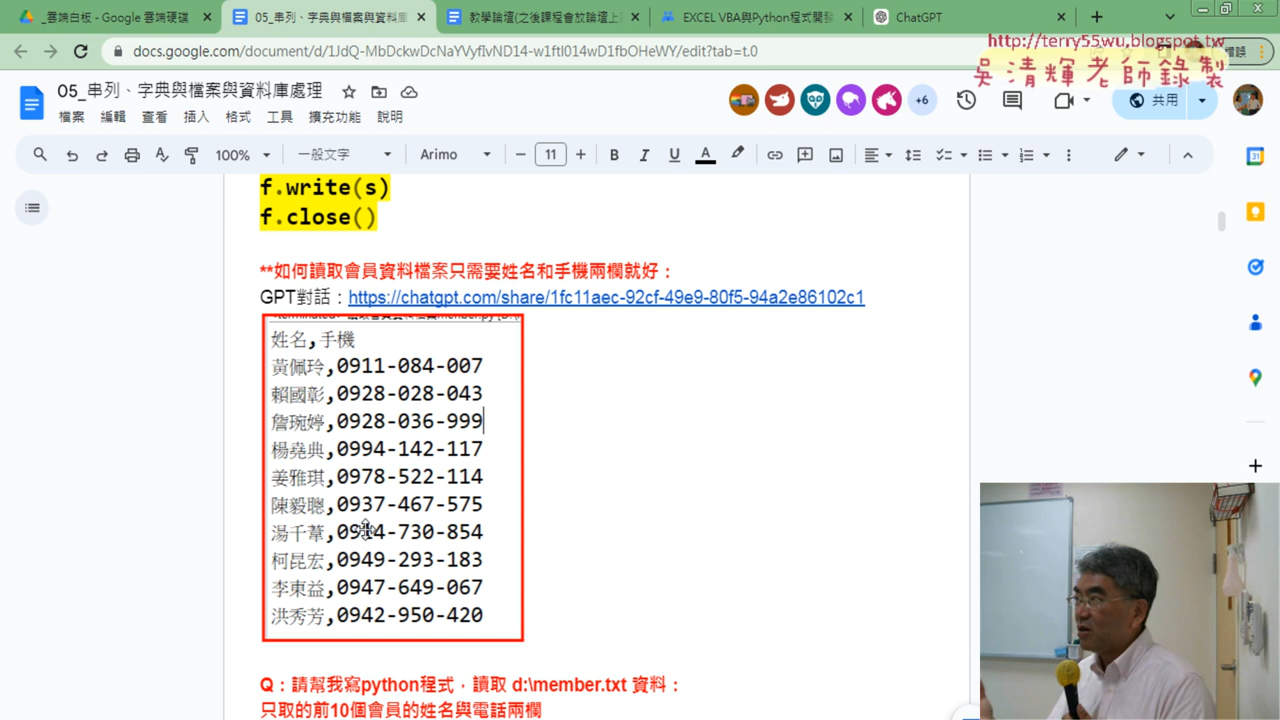 _雲端白板 - Google 雲端硬碟
05_串列、字典與檔案與資料庫
教學論壇(之後課程會放論壇上
EXCEL VBA與Python程式開發
ChatGPT
docs.google.com/document/d/1JdQ-MbDckwDcNaYVyfIvND14-w1ftl014wD1fbOHeWY/edit?tab=t.0
http://terry55wu.blogspot.tw
吳清輝老師錄製
05_串列、字典與檔案與資料庫處理
+6
共用
檔案 編輯 查看 插入 格式 工具 擴充功能 說明
100% 一般文字 Arimo 11 B I U A
f.write(s)
f.close()
**如何讀取會員資料檔案只需要姓名和手機兩欄就好：
GPT對話：https://chatgpt.com/share/1fc11aec-92cf-49e9-80f5-94a2e86102c1
姓名,手機
黃佩玲,0911-084-007
賴國彰,0928-028-043
詹琬婷,0928-036-999
楊堯典,0994-142-117
姜雅琪,0978-522-114
陳毅聰,0937-467-575
柯昆宏,0949-293-183
李東益,0947-649-067
洪秀芳,0942-950-420
Q：請幫我寫python程式，讀取 d:\member.txt 資料：
只取的前10個會員的姓名與電話兩欄